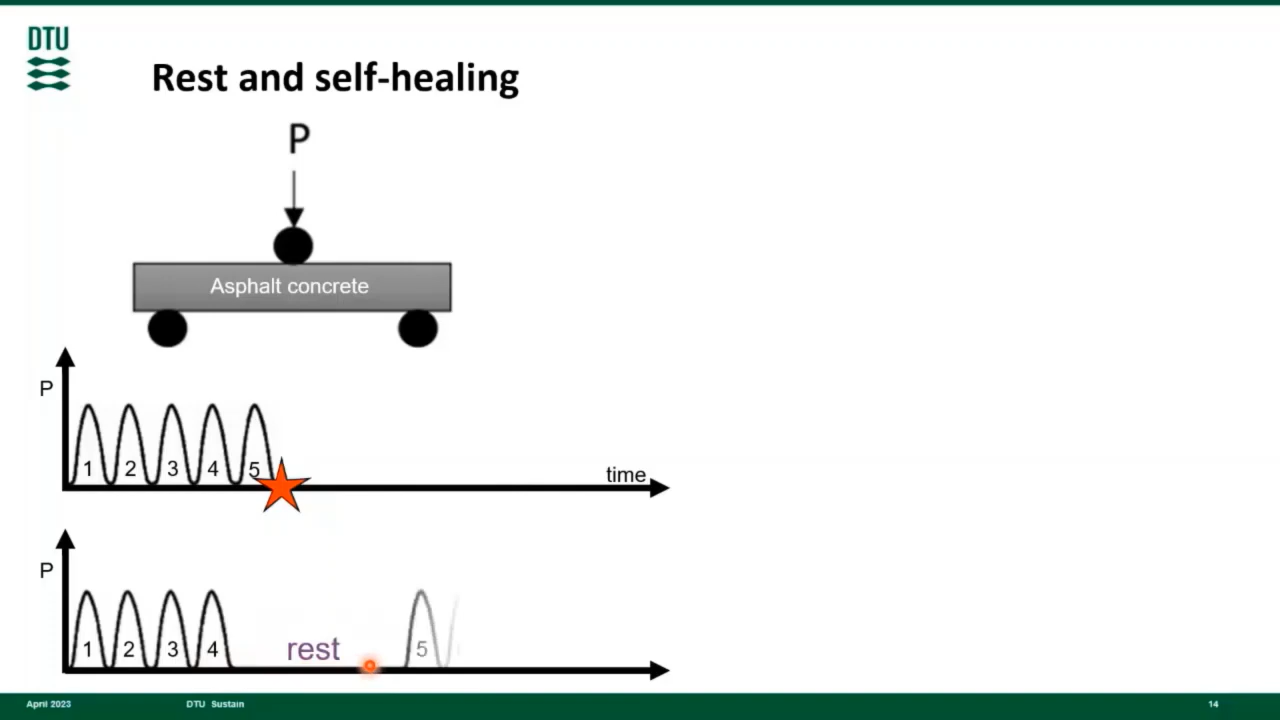 DTU
Rest and self-healing
P
Asphalt concrete
P
1 2 3 4 5
time
P
1 2 3 4 rest 5
April 2023 DTU Sustain 14